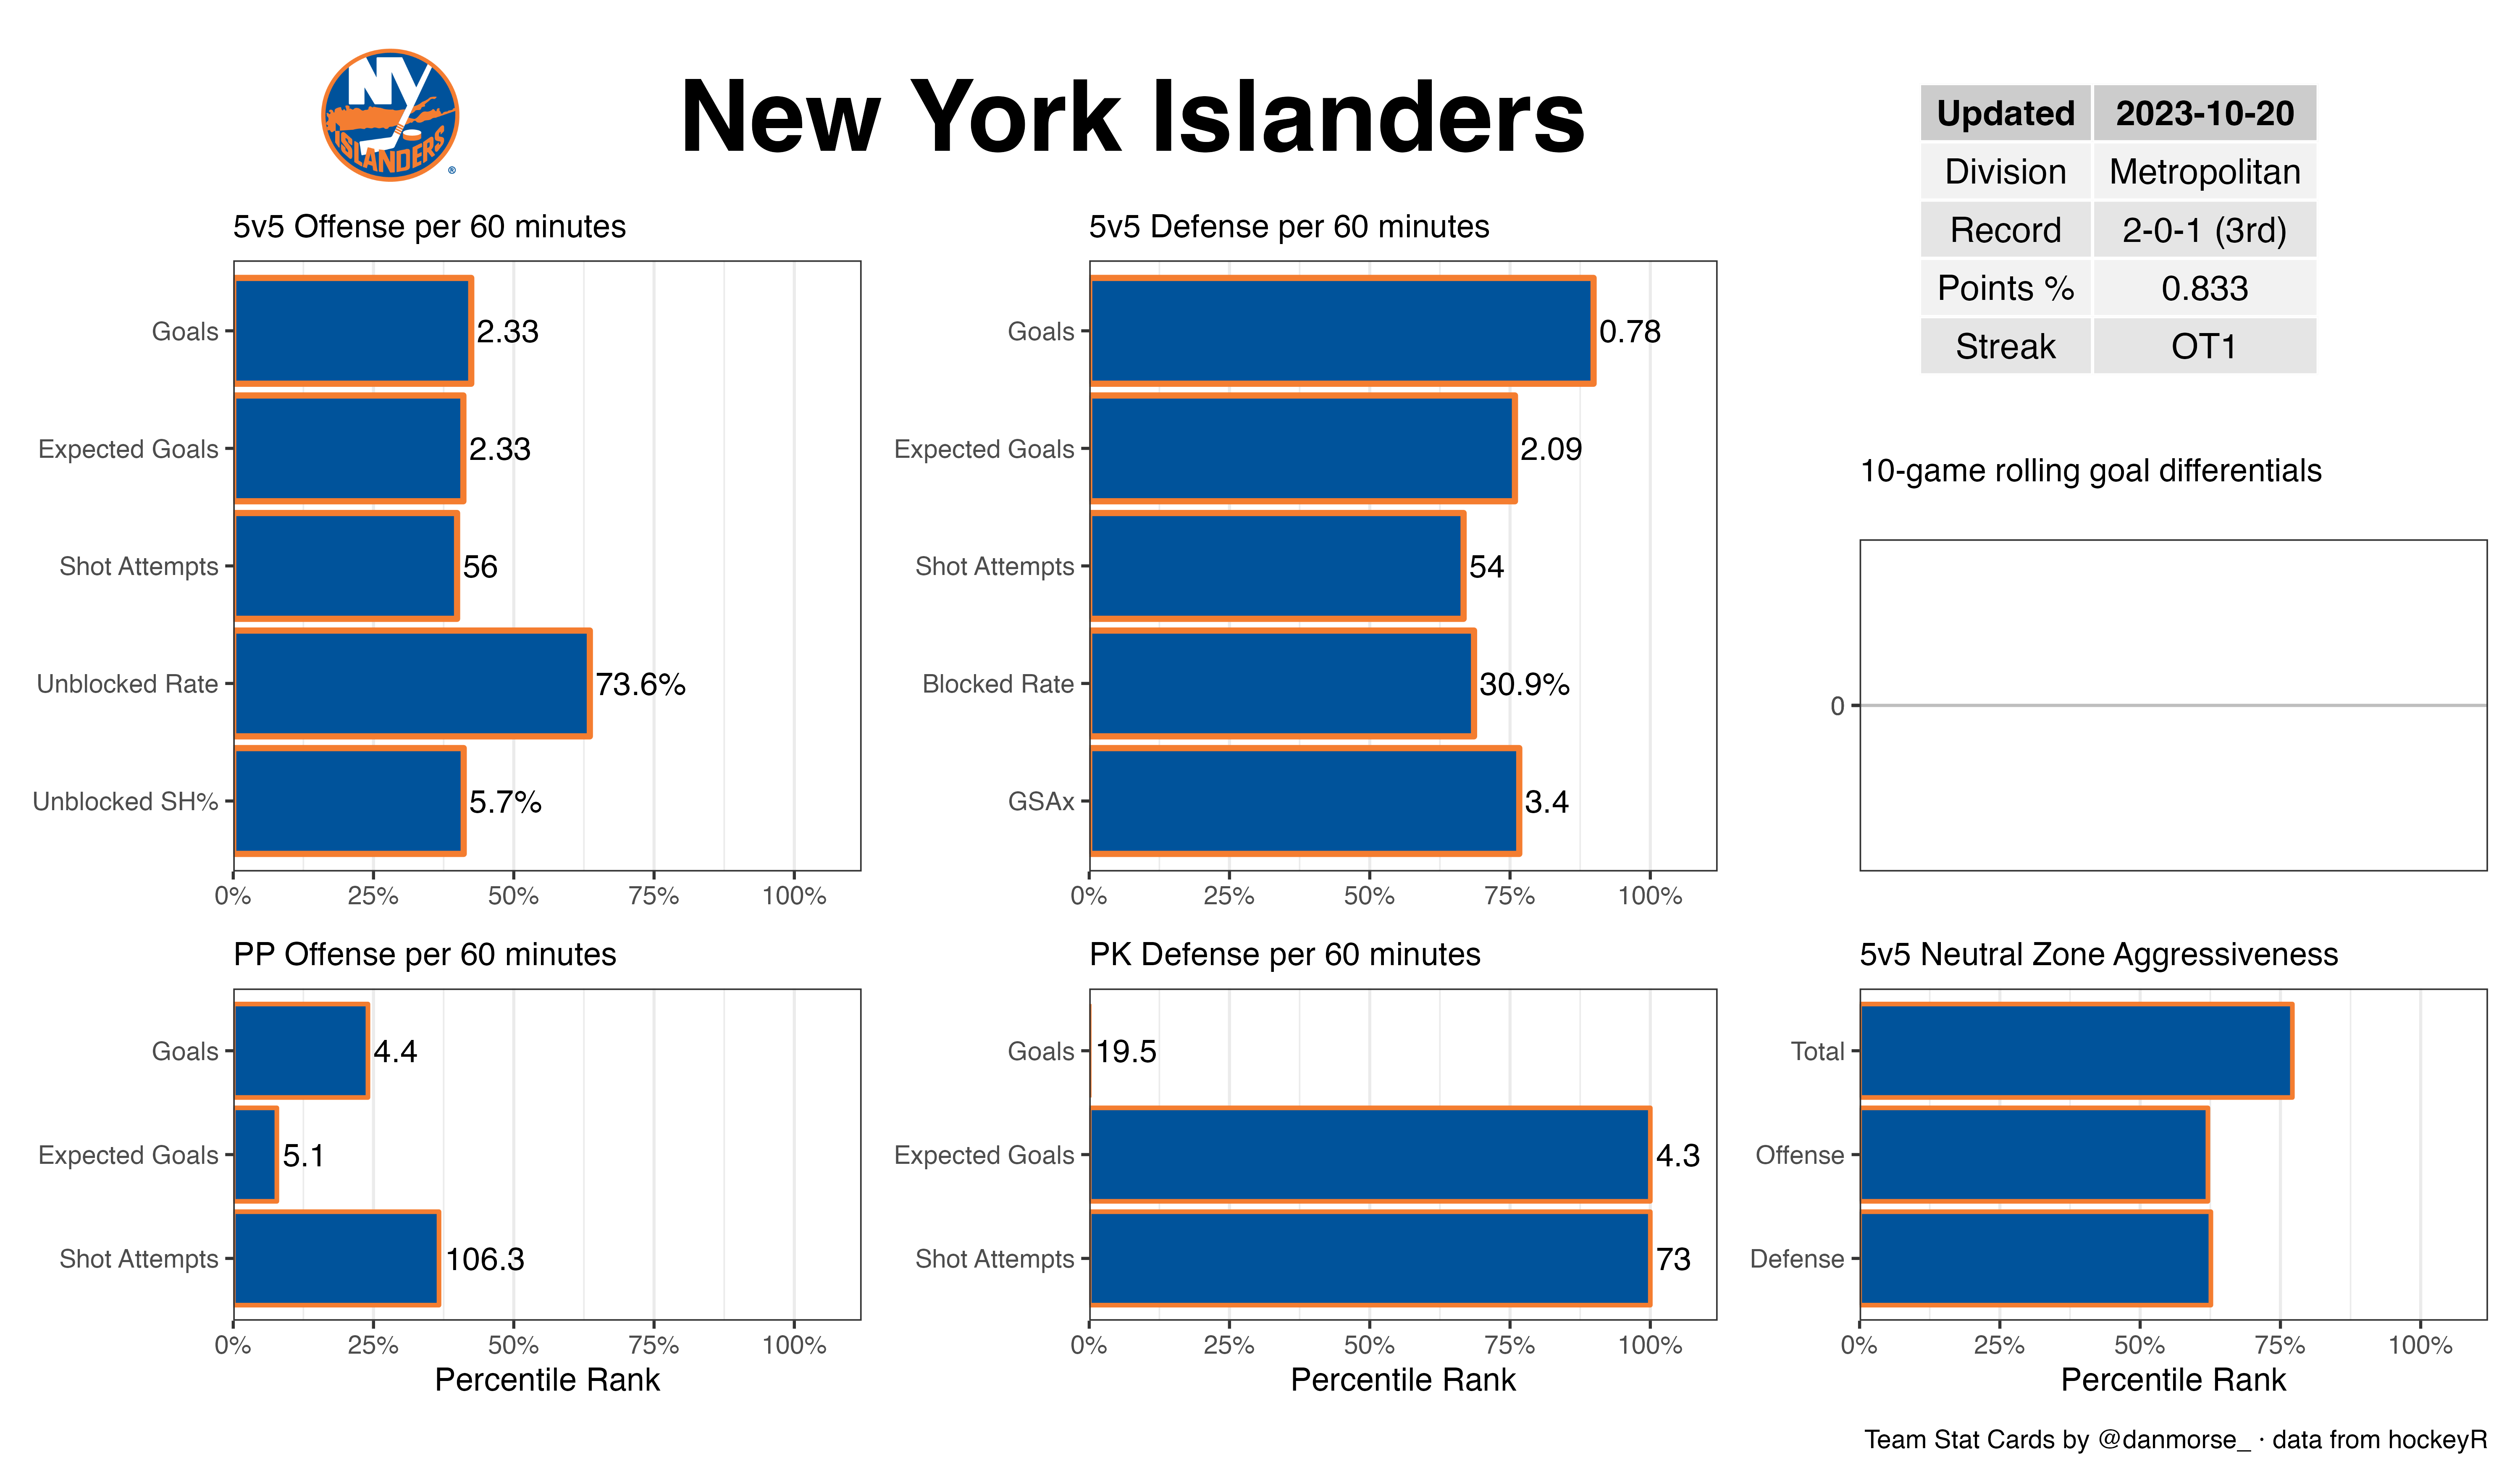 NY
ISLANDERS
®
New York Islanders
Updated 2023-10-20
Division Metropolitan
Record 2-0-1 (3rd)
Points % 0.833
Streak OT1
5v5 Offense per 60 minutes
Goals 2.33
Expected Goals 2.33
Shot Attempts 56
Unblocked Rate 73.6%
Unblocked SH% 5.7%
0% 25% 50% 75% 100%
5v5 Defense per 60 minutes
Goals 0.78
Expected Goals 2.09
Shot Attempts 54
Blocked Rate 30.9%
GSAx 3.4
0% 25% 50% 75% 100%
10-game rolling goal differentials
0
PP Offense per 60 minutes
Goals 4.4
Expected Goals 5.1
Shot Attempts 106.3
0% 25% 50% 75% 100%
Percentile Rank
PK Defense per 60 minutes
Goals 19.5
Expected Goals 4.3
Shot Attempts 73
0% 25% 50% 75% 100%
Percentile Rank
5v5 Neutral Zone Aggressiveness
Total
Offense
Defense
0% 25% 50% 75% 100%
Percentile Rank
Team Stat Cards by @danmorse_ · data from hockeyR